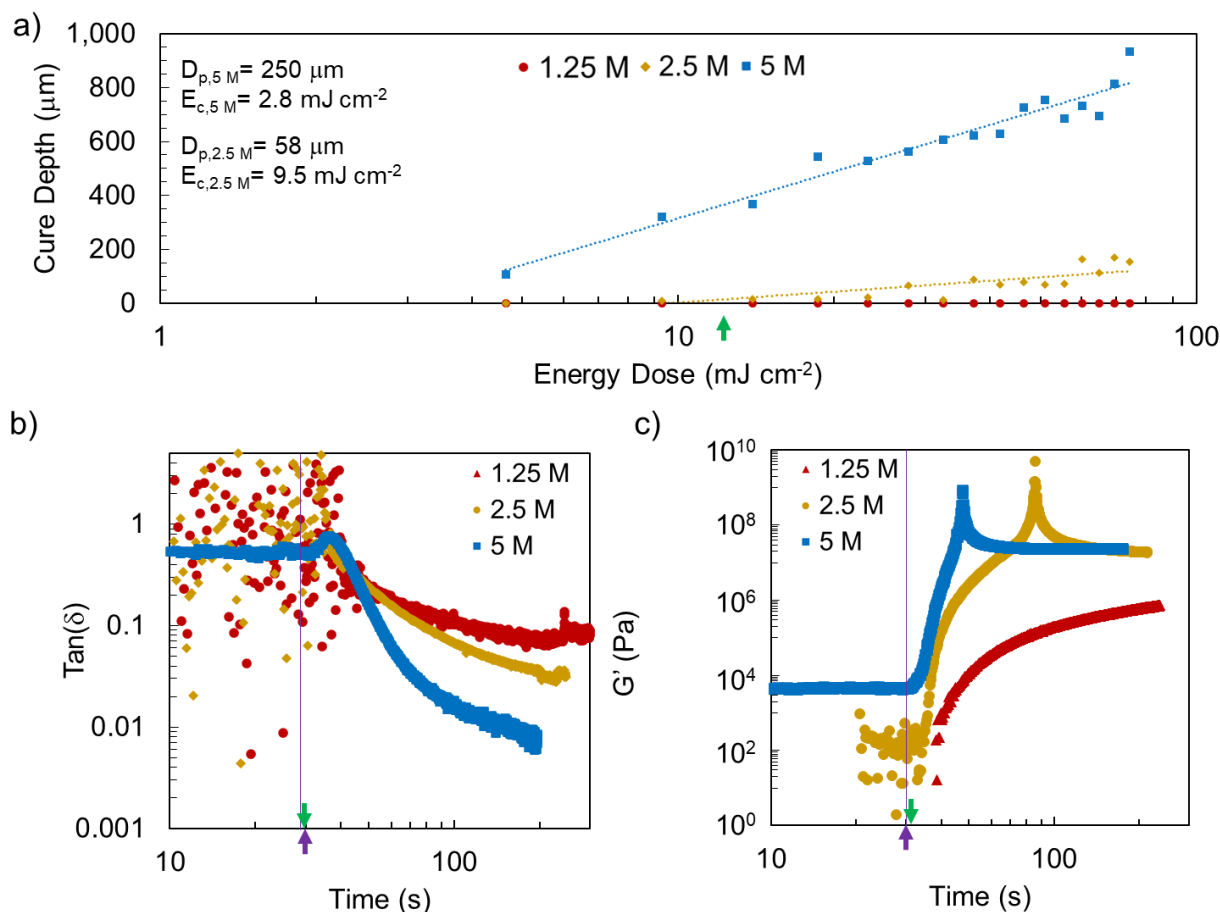 a)
1,000
800
600
400
200
0
Cure Depth (μm)
D_p,5 M= 250 μm
E_c,5 M= 2.8 mJ cm-2
D_p,2.5 M= 58 μm
E_c,2.5 M= 9.5 mJ cm-2
1.25 M 2.5 M 5 M
1 10 100
Energy Dose (mJ cm-2)
b)
Tan(δ)
1
0.1
0.01
0.001
1.25 M
2.5 M
5 M
10 100
Time (s)
c)
G’ (Pa)
10^10
10^8
10^6
10^4
10^2
10^0
1.25 M
2.5 M
5 M
10 100
Time (s)